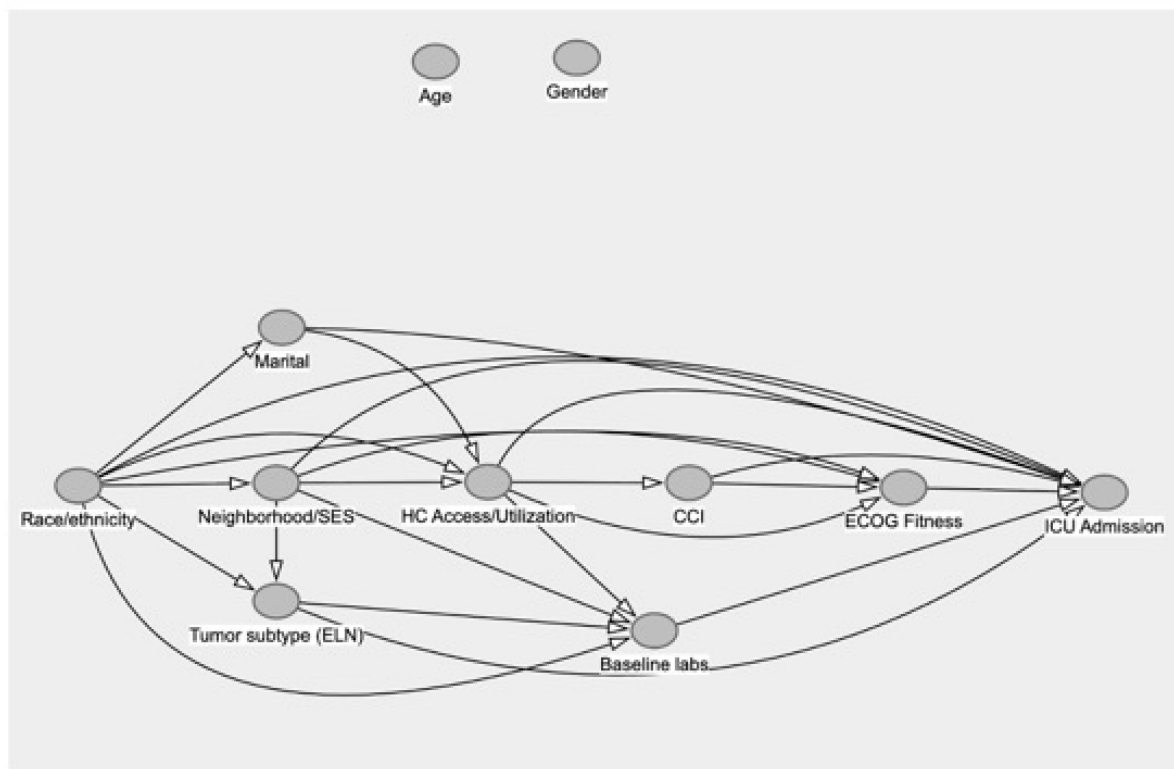 Age
Gender
Marital
Race/ethnicity
Neighborhood/SES
HC Access/Utilization
CCI
ECOG Fitness
ICU Admission
Tumor subtype (ELN)
Baseline labs